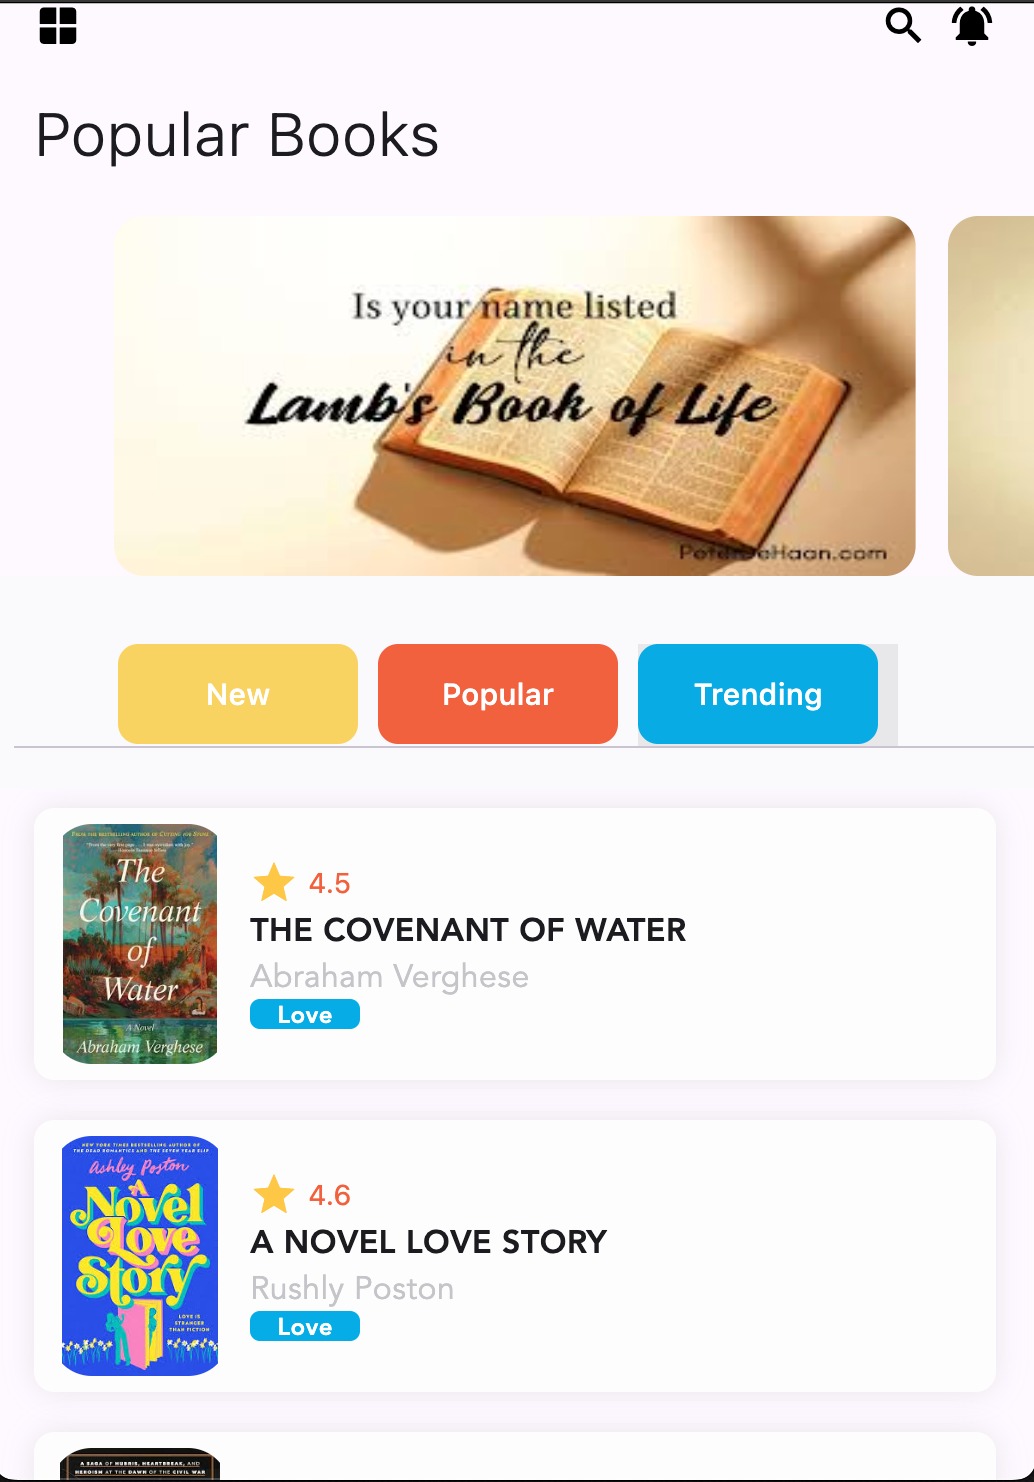 Popular Books
Is your name listed
in the
Lamb's Book of Life
New
Popular
Trending
FROM THE BESTSELLING AUTHOR OF CUTTING FOR STONE
The
Covenant
of
Water
A Novel
Abraham Verghese
4.5
THE COVENANT OF WATER
Abraham Verghese
Love
NEW YORK TIMES BESTSELLING AUTHOR OF
THE DEAD ROMANTICS AND THE SEVEN YEAR SLIP
Ashley Poston
A
Novel
Love
Story
LOVE IS
STRANGER
THAN FICTION
4.6
A NOVEL LOVE STORY
Rushly Poston
Love
A SAGA OF HUBRIS, HEARTBREAK, AND
HEROISM AT THE DAWN OF THE CIVIL WAR